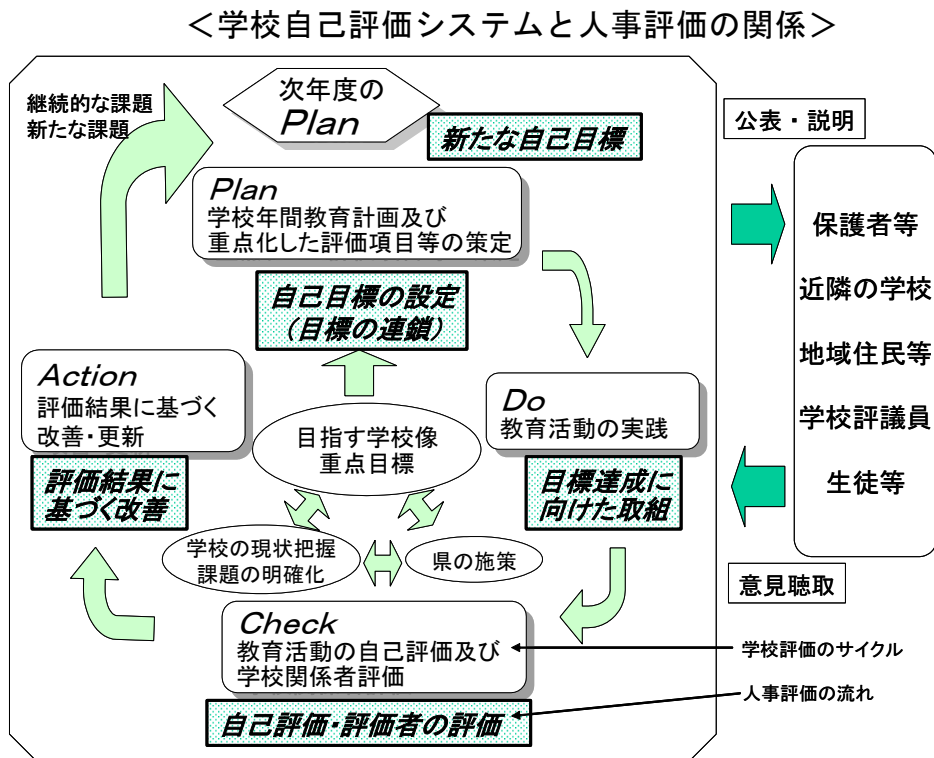 ＜学校自己評価システムと人事評価の関係＞
継続的な課題
新たな課題
次年度の
Plan
新たな自己目標
Plan
学校年間教育計画及び
重点化した評価項目等の策定
自己目標の設定
（目標の連鎖）
Action
評価結果に基づく
改善・更新
評価結果に
基づく改善
目指す学校像
重点目標
Do
教育活動の実践
目標達成に
向けた取組
学校の現状把握
課題の明確化
県の施策
Check
教育活動の自己評価及び
学校関係者評価
自己評価・評価者の評価
公表・説明
保護者等
近隣の学校
地域住民等
学校評議員
生徒等
意見聴取
学校評価のサイクル
人事評価の流れ